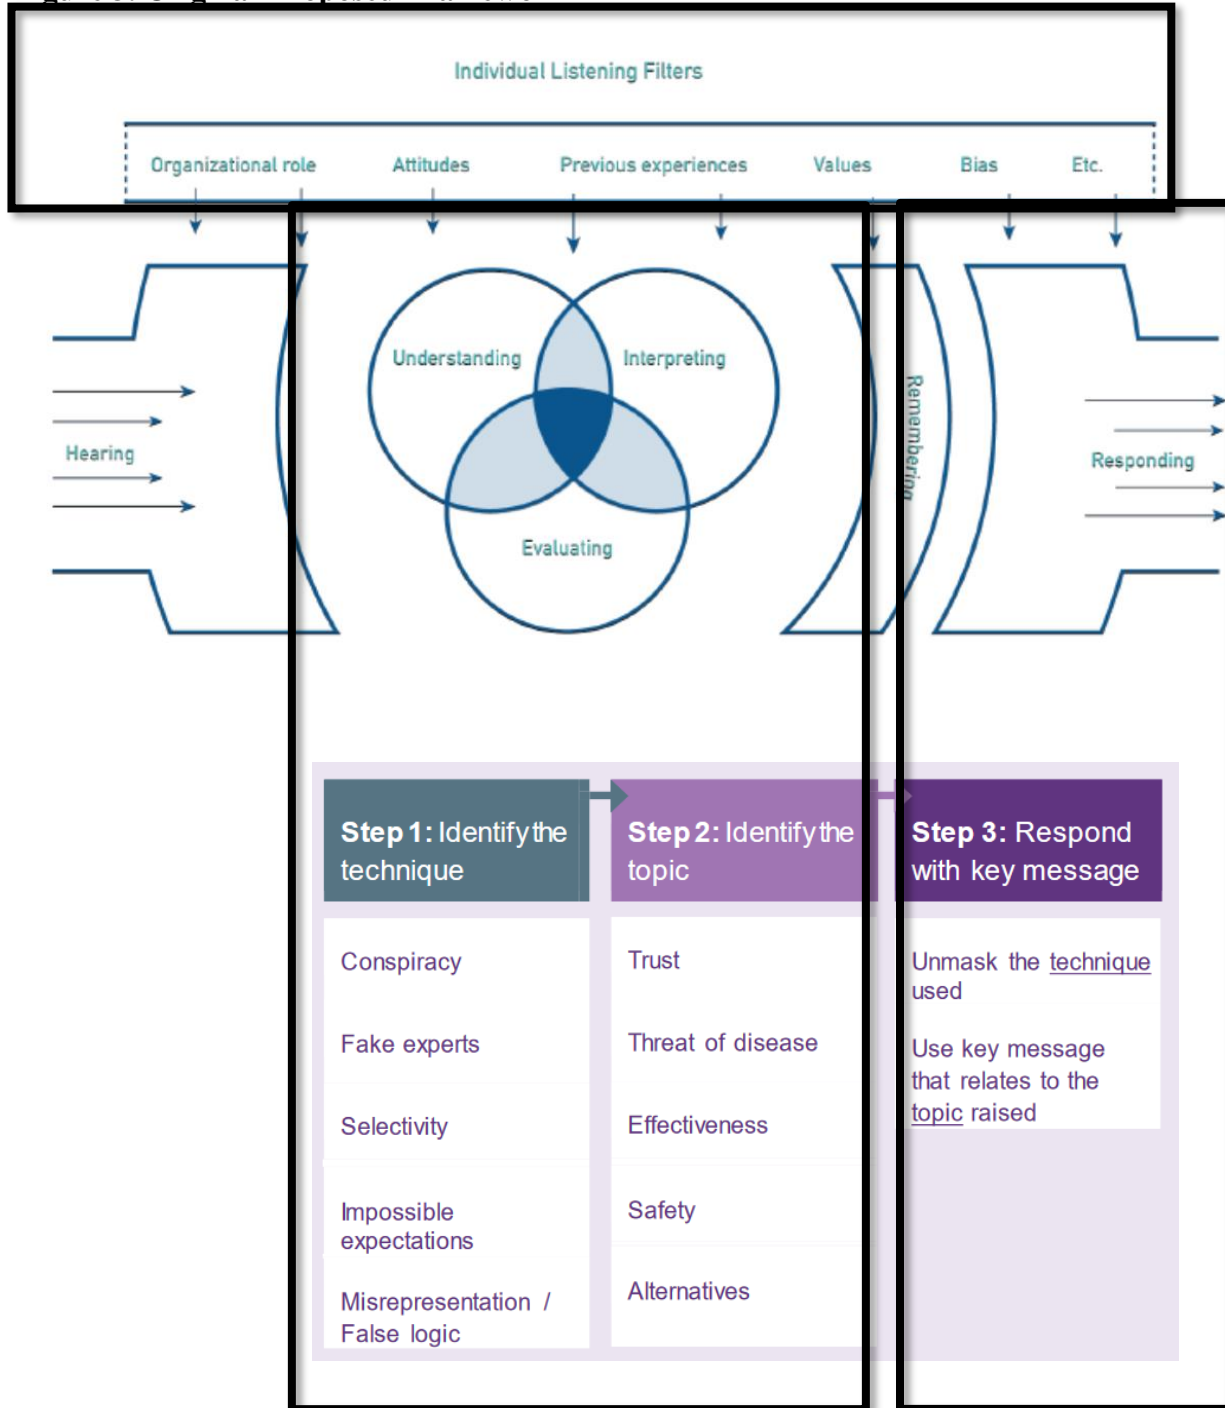 Individual Listening Filters
Organizational role Attitudes Previous experiences Values Bias Etc.
Understanding Interpreting
Hearing
Evaluating
Remembering
Responding
Step 1: Identify the
technique
Step 2: Identify the
topic
Step 3: Respond
with key message
Conspiracy
Fake experts
Selectivity
Impossible
expectations
Misrepresentation /
False logic
Trust
Threat of disease
Effectiveness
Safety
Alternatives
Unmask the technique
used
Use key message
that relates to the
topic raised